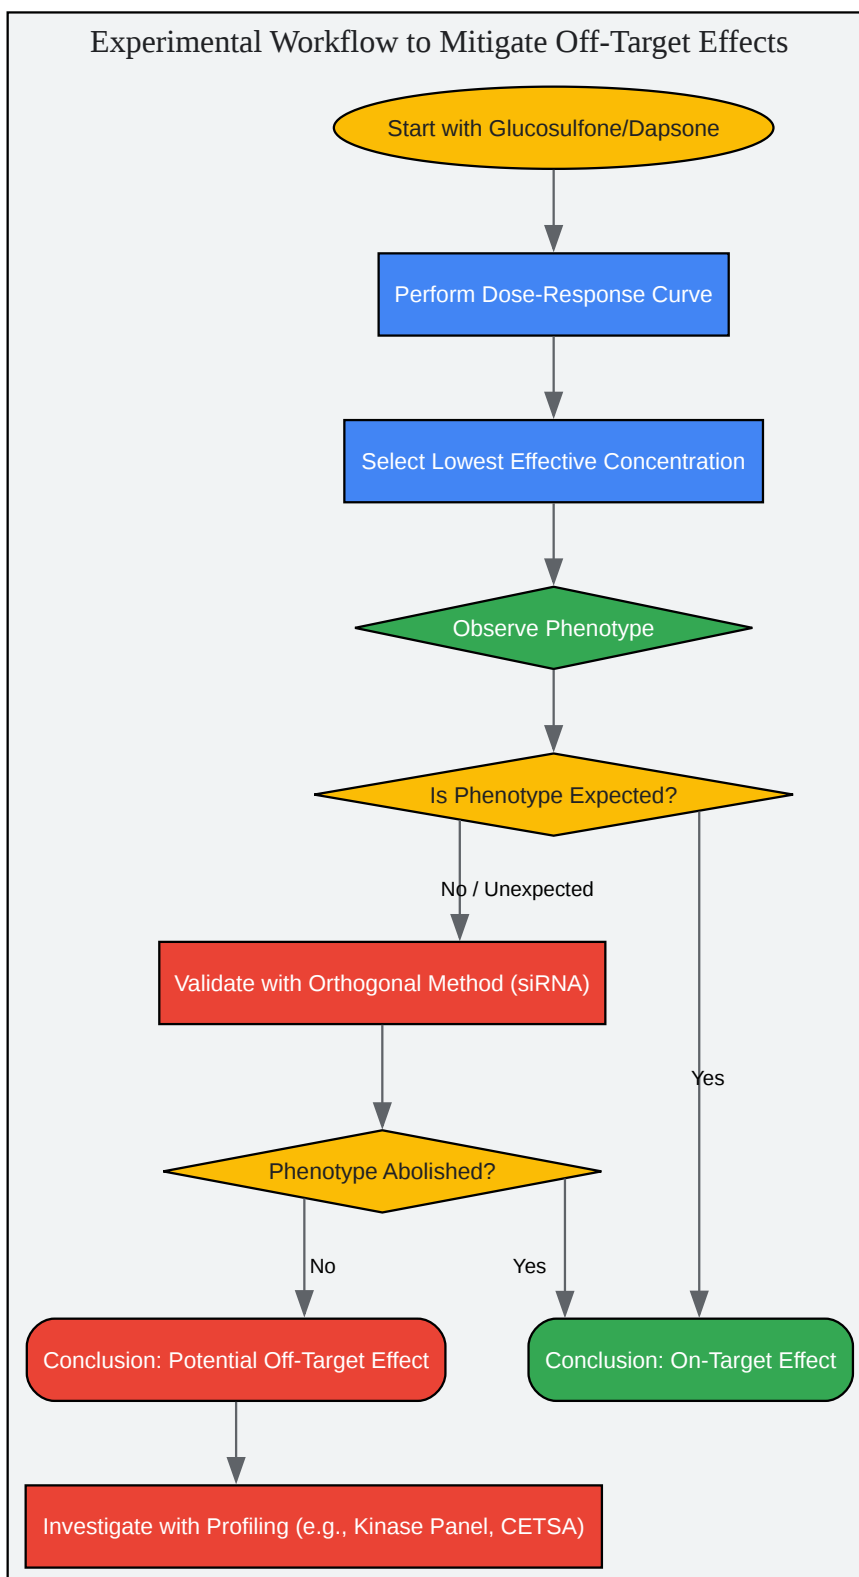 Experimental Workflow to Mitigate Off-Target Effects
Start with Glucosulfone/Dapsone
Perform Dose-Response Curve
Select Lowest Effective Concentration
Observe Phenotype
Is Phenotype Expected?
No / Unexpected
Validate with Orthogonal Method (siRNA)
Yes
Phenotype Abolished?
No
Yes
Conclusion: Potential Off-Target Effect
Conclusion: On-Target Effect
Investigate with Profiling (e.g., Kinase Panel, CETSA)